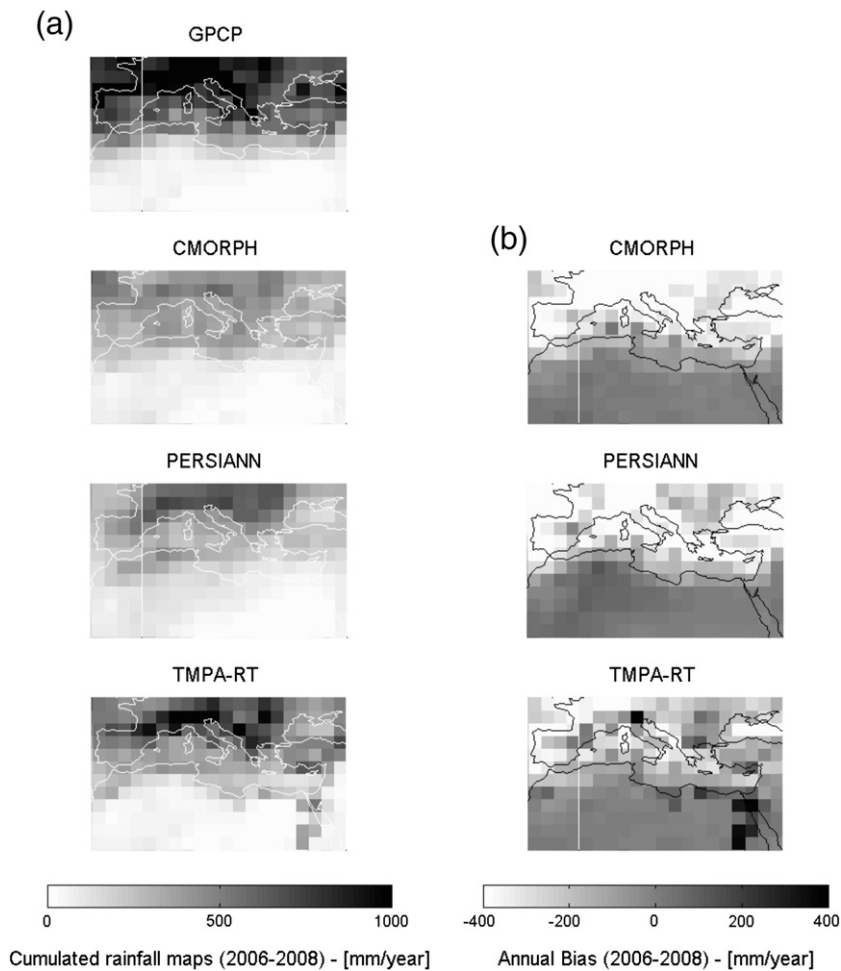 (a)
GPCP
CMORPH
PERSIANN
TMPA-RT
0 500 1000
Cumulated rainfall maps (2006-2008) - [mm/year]
(b)
CMORPH
PERSIANN
TMPA-RT
-400 -200 0 200 400
Annual Bias (2006-2008) - [mm/year]